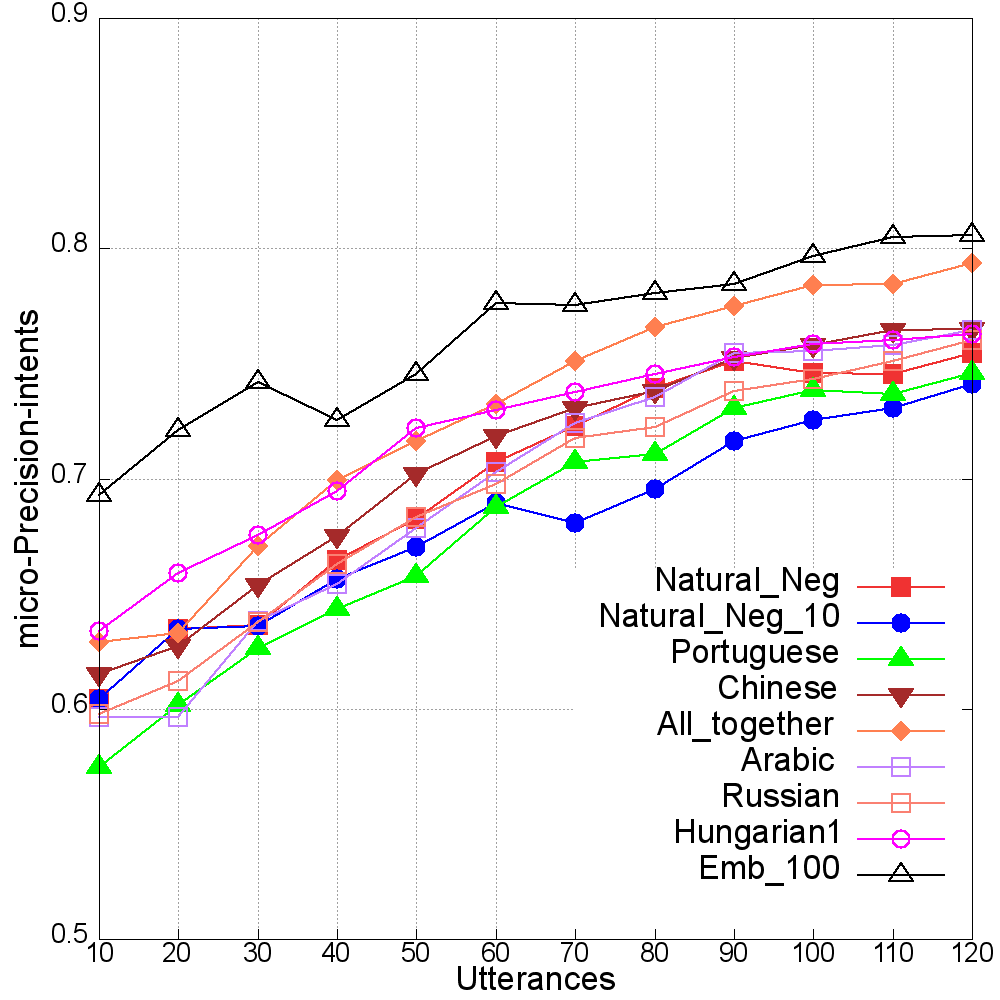 0.9
0.8
0.7
0.6
0.5
micro-Precision-intents
Natural_Neg
Natural_Neg_10
Portuguese
Chinese
All_together
Arabic
Russian
Hungarian1
Emb_100
10 20 30 40 50 60 70 80 90 100 110 120
Utterances